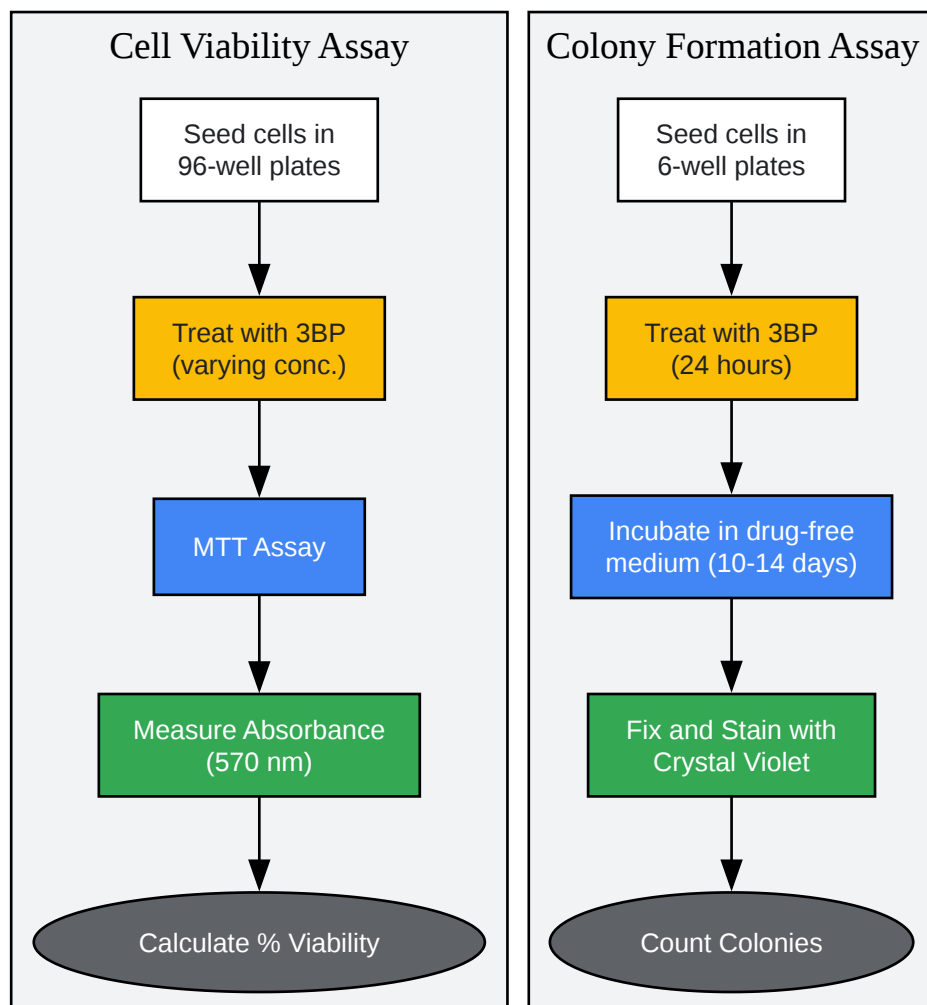 Cell Viability Assay
Seed cells in
96-well plates
Treat with 3BP
(varying conc.)
MTT Assay
Measure Absorbance
(570 nm)
Calculate % Viability
Colony Formation Assay
Seed cells in
6-well plates
Treat with 3BP
(24 hours)
Incubate in drug-free
medium (10-14 days)
Fix and Stain with
Crystal Violet
Count Colonies